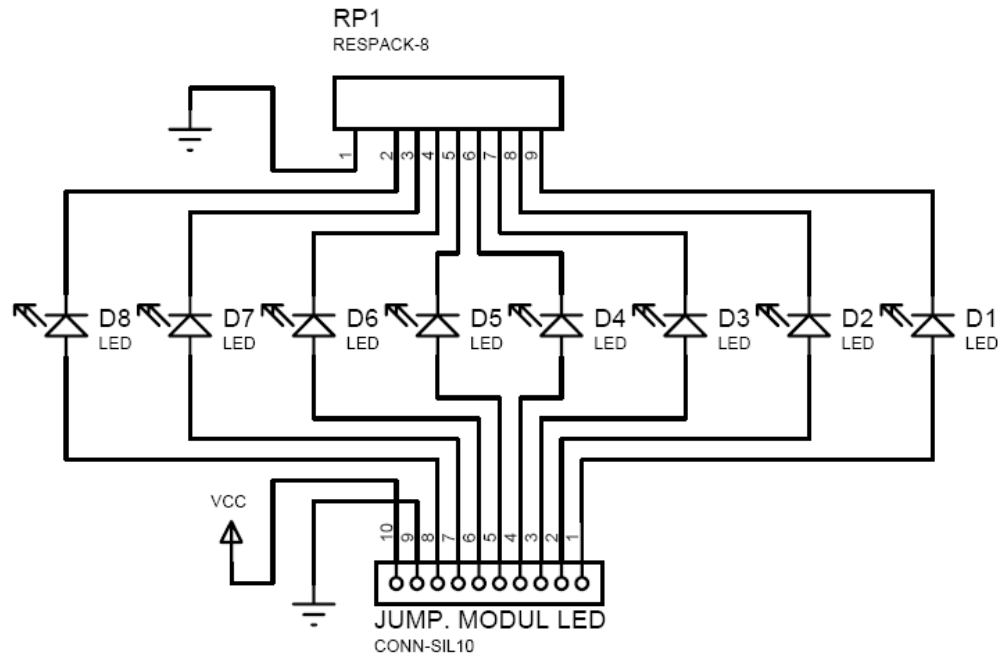 RP1
RESPACK-8
1
2
3
4
5
6
7
8
9
D8
LED
D7
LED
D6
LED
D5
LED
D4
LED
D3
LED
D2
LED
D1
LED
VCC
10
9
8
7
6
5
4
3
2
1
JUMP. MODUL LED
CONN-SIL10